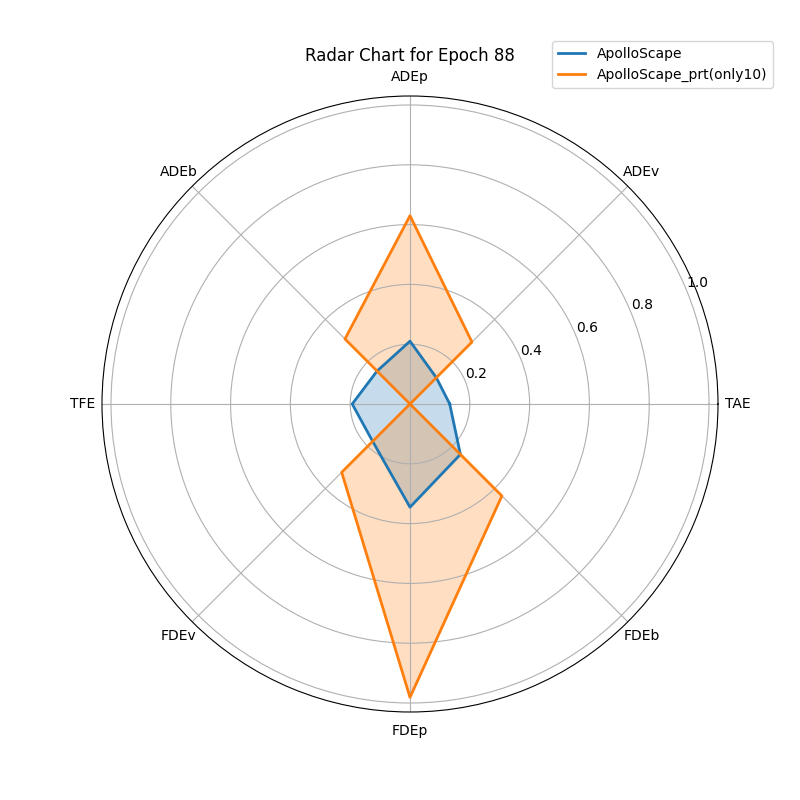 Radar Chart for Epoch 88
ApolloScape
ApolloScape_prt(only10)
ADEp
ADEb
ADEv
1.0
0.8
0.6
0.4
0.2
TFE
TAE
FDEv
FDEb
FDEp